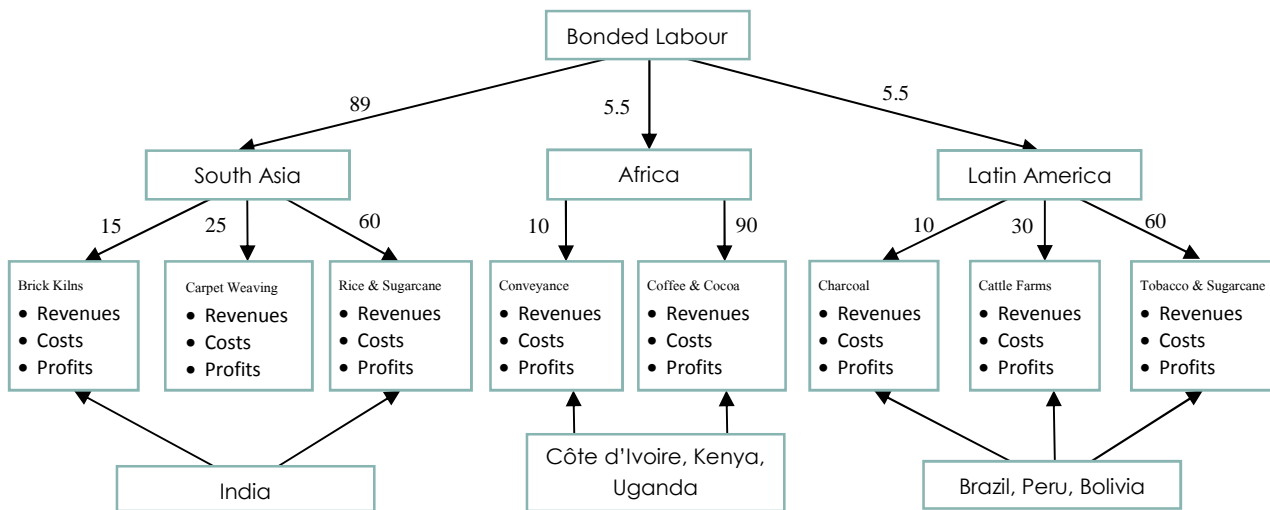 Bonded Labour
89
5.5
5.5
South Asia
Africa
Latin America
15
25
60
10
90
10
30
60
Brick Kilns
• Revenues
• Costs
• Profits
Carpet Weaving
• Revenues
• Costs
• Profits
Rice & Sugarcane
• Revenues
• Costs
• Profits
Conveyance
• Revenues
• Costs
• Profits
Coffee & Cocoa
• Revenues
• Costs
• Profits
Charcoal
• Revenues
• Costs
• Profits
Cattle Farms
• Revenues
• Costs
• Profits
Tobacco & Sugarcane
• Revenues
• Costs
• Profits
India
Côte d’Ivoire, Kenya,
Uganda
Brazil, Peru, Bolivia